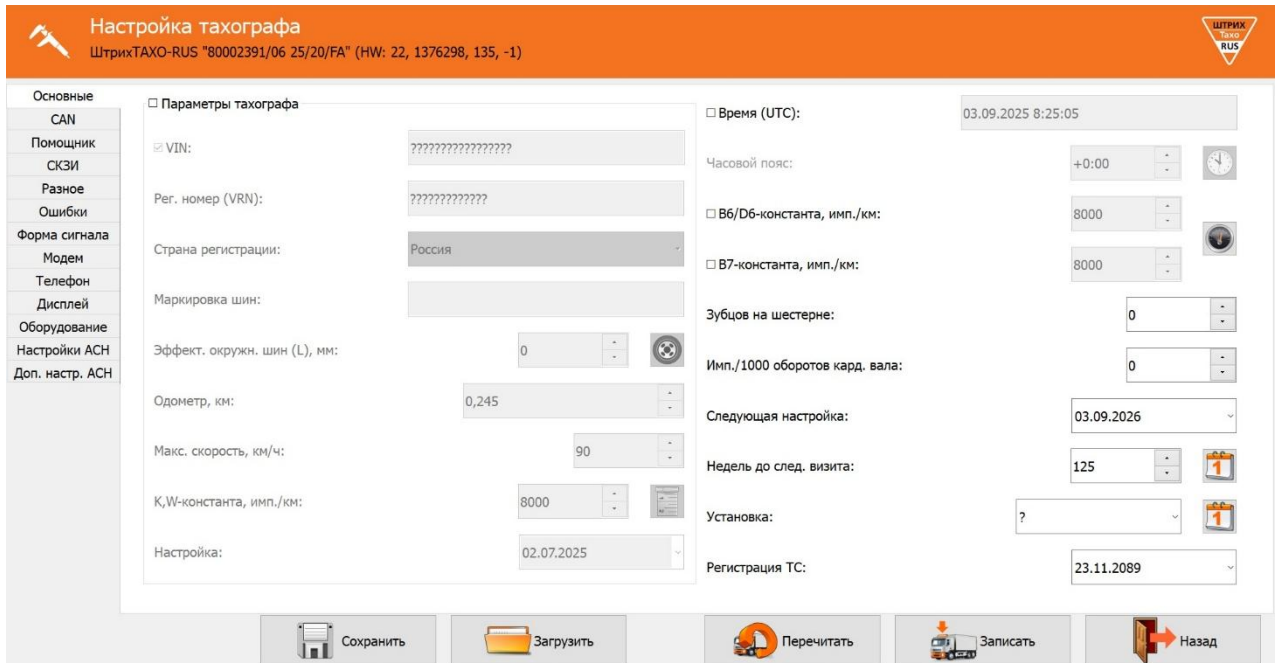 Настройка тахографа
ШтрихТАХО-RUS "80002391/06 25/20/FA" (HW: 22, 1376298, 135, -1)
ШТРИХ
Тахо
RUS
Основные
CAN
Помощник
СКЗИ
Разное
Ошибки
Форма сигнала
Модем
Телефон
Дисплей
Оборудование
Настройки АСН
Доп. настр. АСН
Параметры тахографа
VIN: ?????????????????
Рег. номер (VRN): ?????????????
Страна регистрации: Россия
Маркировка шин:
Эффект. окружн. шин (L), мм: 0
Одометр, км: 0,245
Макс. скорость, км/ч: 90
K,W-константа, имп./км: 8000
Настройка: 02.07.2025
Время (UTC): 03.09.2025 8:25:05
Часовой пояс: +0:00
B6/D6-константа, имп./км: 8000
B7-константа, имп./км: 8000
Зубцов на шестерне: 0
Имп./1000 оборотов кард. вала: 0
Следующая настройка: 03.09.2026
Недель до след. визита: 125 1
Установка: ? 1
Регистрация ТС: 23.11.2089
Сохранить
Загрузить
Перечитать
Записать
Назад